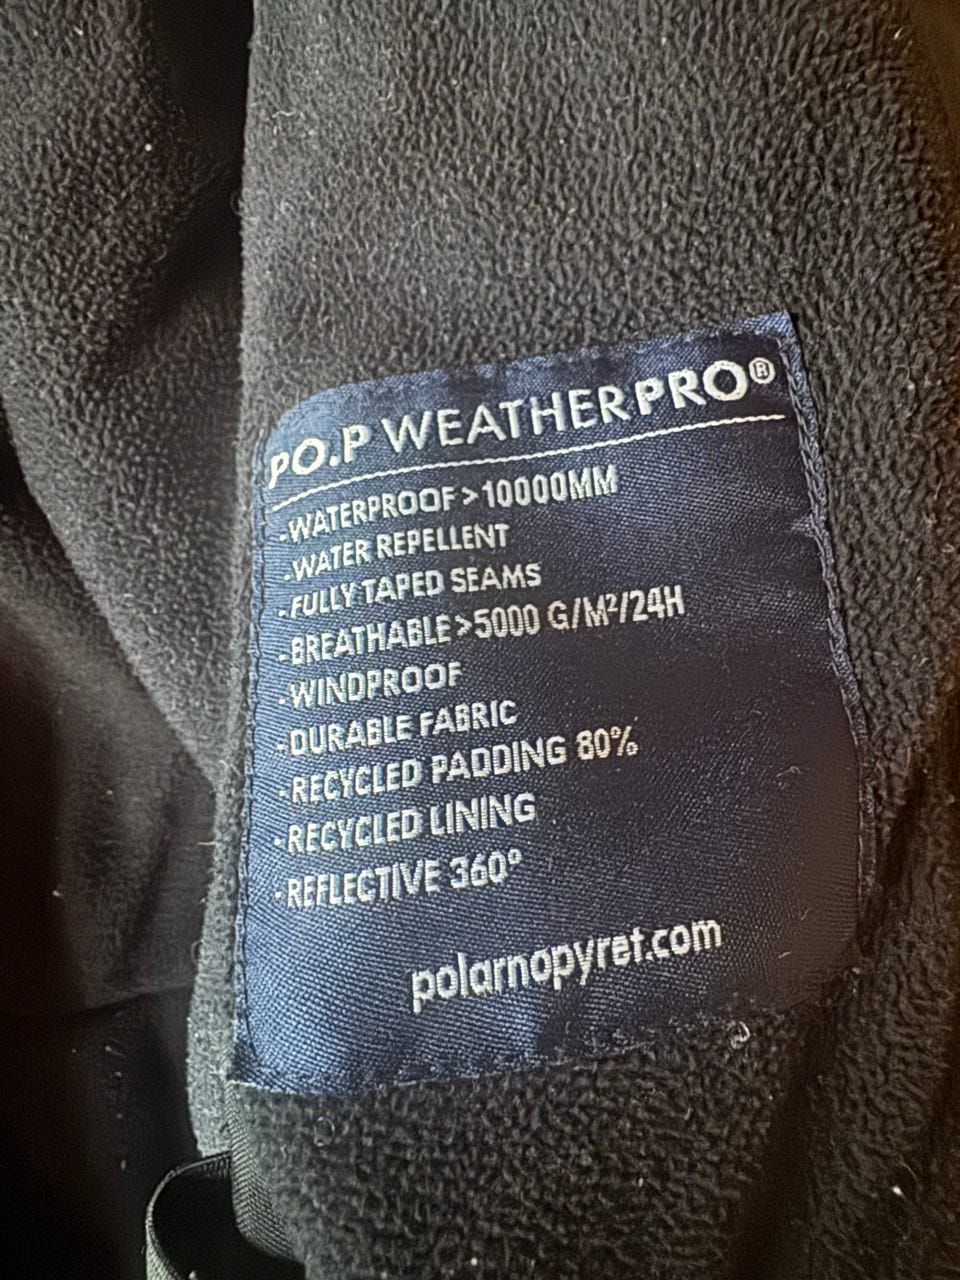 PO.P WEATHERPRO®
-WATERPROOF>10000MM
-WATER REPELLENT
-FULLY TAPED SEAMS
-BREATHABLE>5000 G/M²/24H
-WINDPROOF
-DURABLE FABRIC
-RECYCLED PADDING 80%
-RECYCLED LINING
-REFLECTIVE 360°
polarnopyret.com